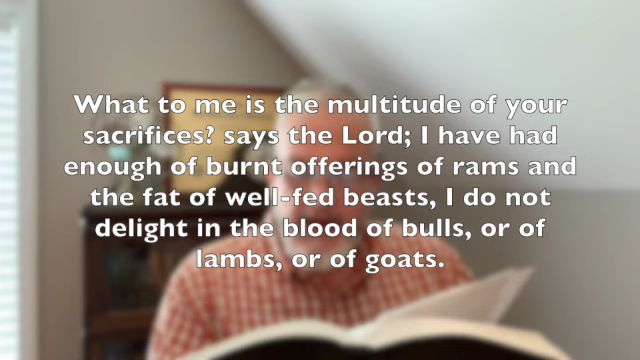 What to me is the multitude of your
sacrifices? says the Lord; I have had
enough of burnt offerings of rams and
the fat of well-fed beasts, I do not
delight in the blood of bulls, or of
lambs, or of goats.